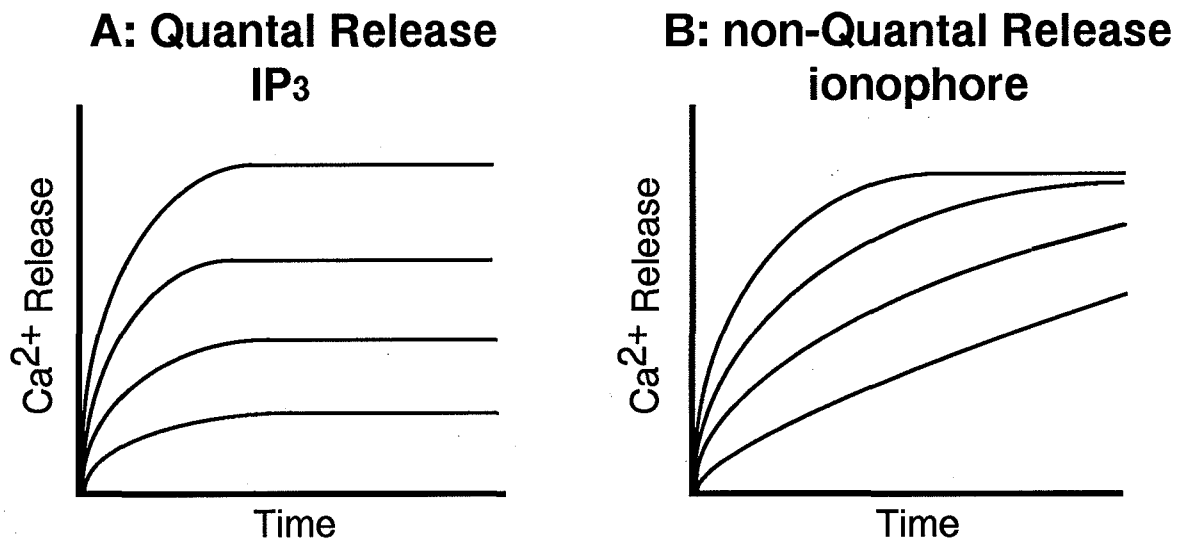 A: Quantal Release
IP3
Ca2+ Release
Time
B: non-Quantal Release
ionophore
Ca2+ Release
Time